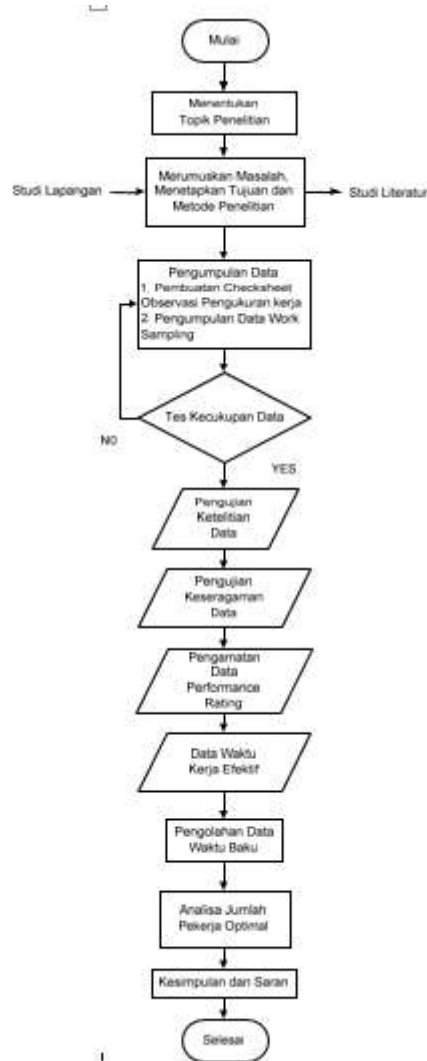 Mulai
Menentukan
Topik Penelitian
Studi Lapangan
Merumuskan Masalah,
Menetapkan Tujuan dan
Metode Penelitian
Studi Literatur
Pengumpulan Data
1. Pembuatan Checksheet
Observasi Pengukuran kerja
2. Pengumpulan Data Work
Sampling
Tes Kecukupan Data
N0
YES
Pengujian
Ketelitian
Data
Pengujian
Keseragaman
Data
Pengamatan
Data
Performance
Rating
Data Waktu
Kerja Efektif
Pengolahan Data
Waktu Baku
Analisa Jumlah
Pekerja Optimal
Kesimpulan dan Saran
Selesai